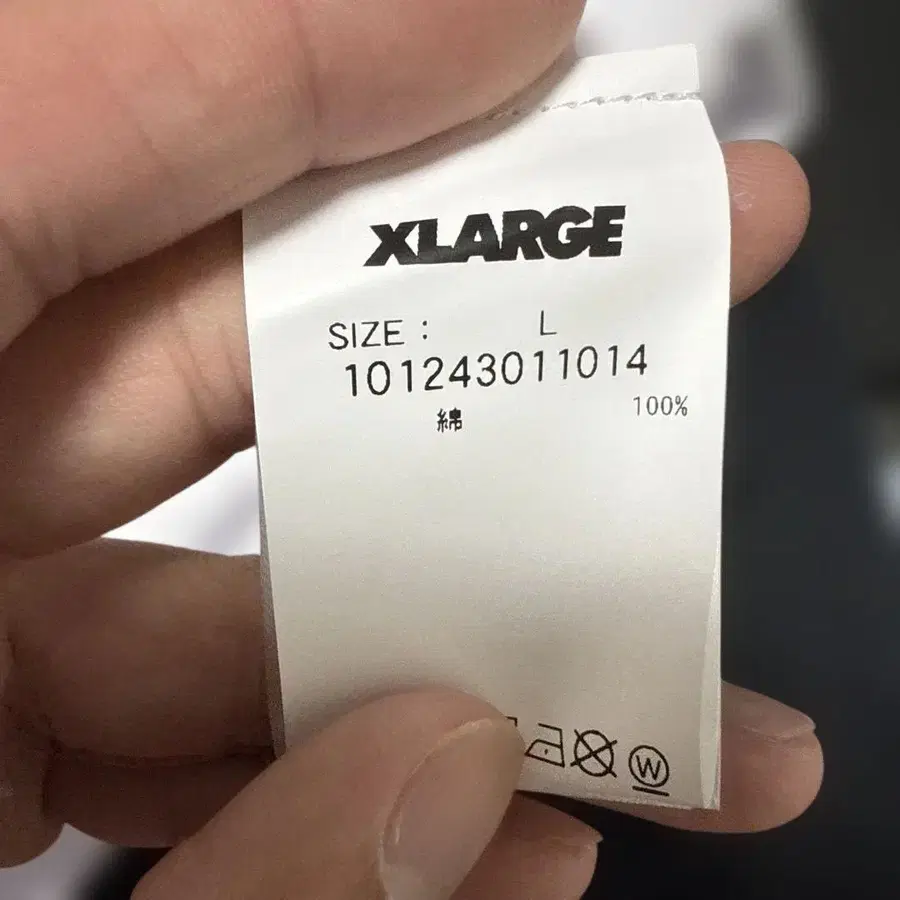 XLARGE
SIZE : L
101243011014
綿 100%
W